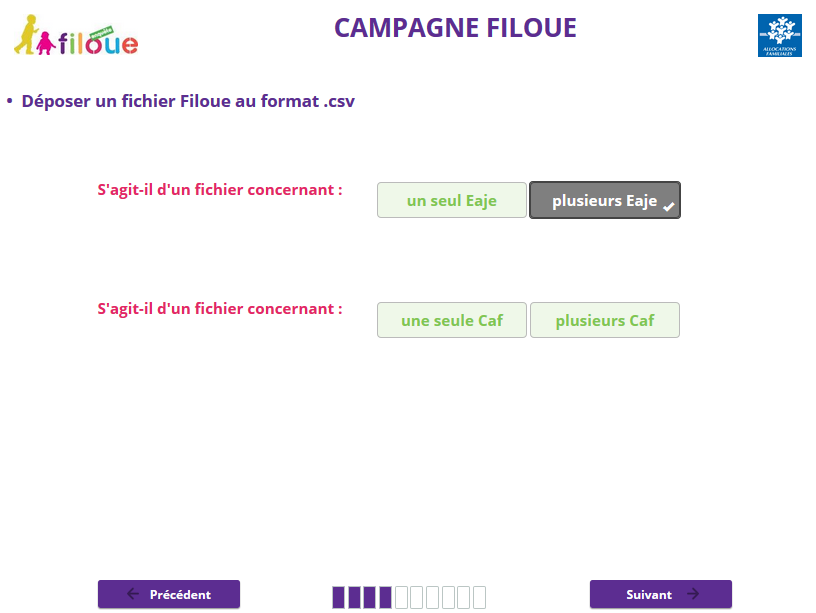 enquête
filoue
CAMPAGNE FILOUE
ALLOCATIONS
FAMILIALES
• Déposer un fichier Filoue au format .csv
S'agit-il d'un fichier concernant :
un seul Eaje
plusieurs Eaje
S'agit-il d'un fichier concernant :
une seule Caf
plusieurs Caf
Précédent
Suivant